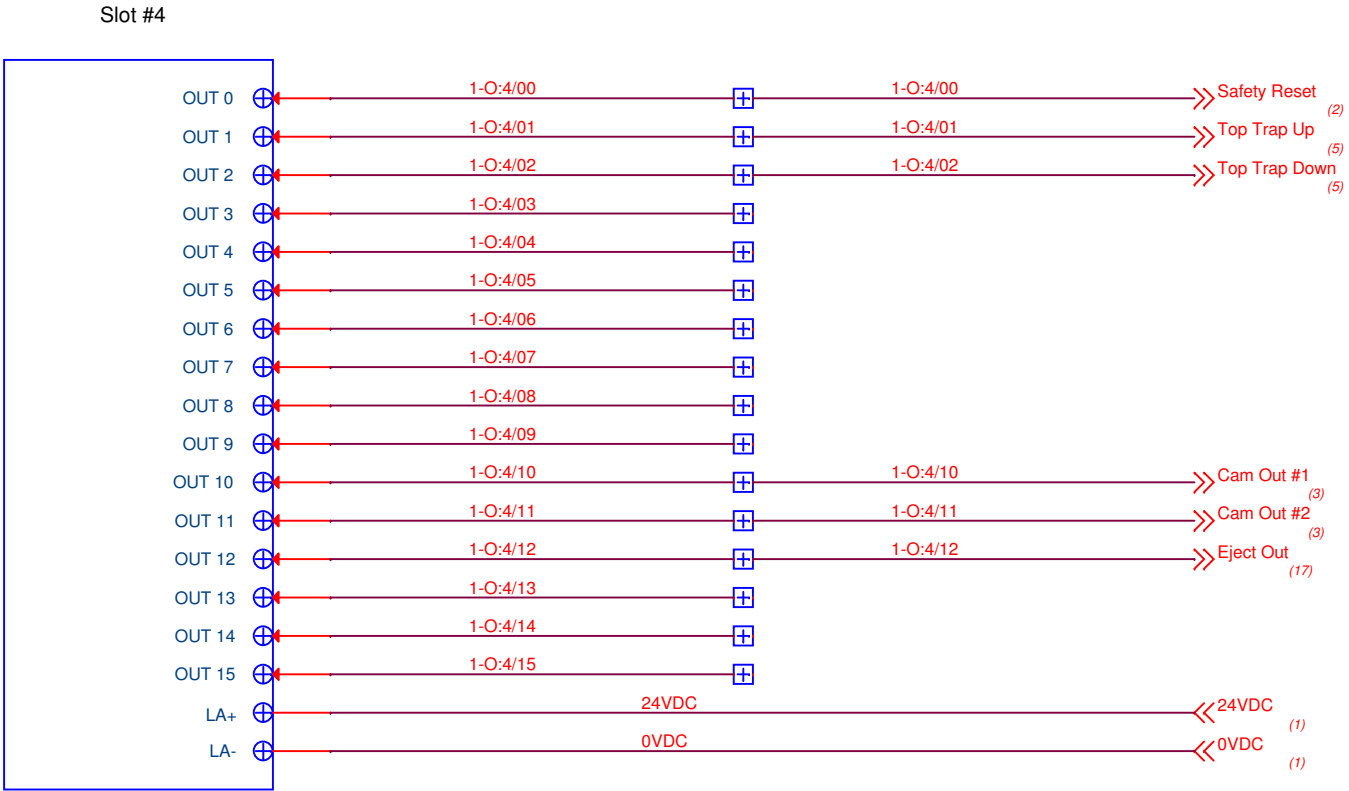 Slot #4
OUT 0 1-O:4/00 1-O:4/00 Safety Reset
(2)
OUT 1 1-O:4/01 1-O:4/01 Top Trap Up
(5)
OUT 2 1-O:4/02 1-O:4/02 Top Trap Down
(5)
OUT 3 1-O:4/03
OUT 4 1-O:4/04
OUT 5 1-O:4/05
OUT 6 1-O:4/06
OUT 7 1-O:4/07
OUT 8 1-O:4/08
OUT 9 1-O:4/09
OUT 10 1-O:4/10 1-O:4/10 Cam Out #1
(3)
OUT 11 1-O:4/11 1-O:4/11 Cam Out #2
(3)
OUT 12 1-O:4/12 1-O:4/12 Eject Out
(17)
OUT 13 1-O:4/13
OUT 14 1-O:4/14
OUT 15 1-O:4/15
LA+ 24VDC 24VDC
(1)
LA- 0VDC 0VDC
(1)